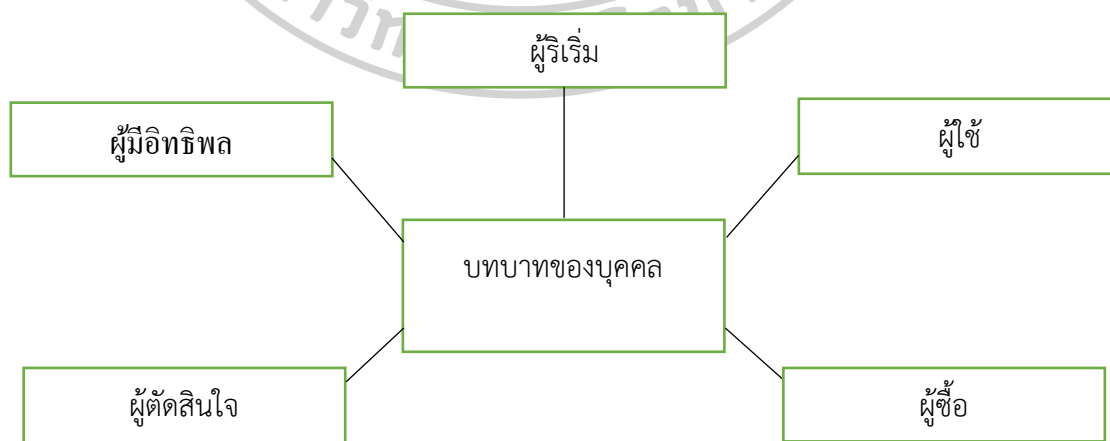 ผู้ริเริ่ม
ผู้มีอิทธิพล
ผู้ใช้
บทบาทของบุคคล
ผู้ตัดสินใจ
ผู้ซื้อ